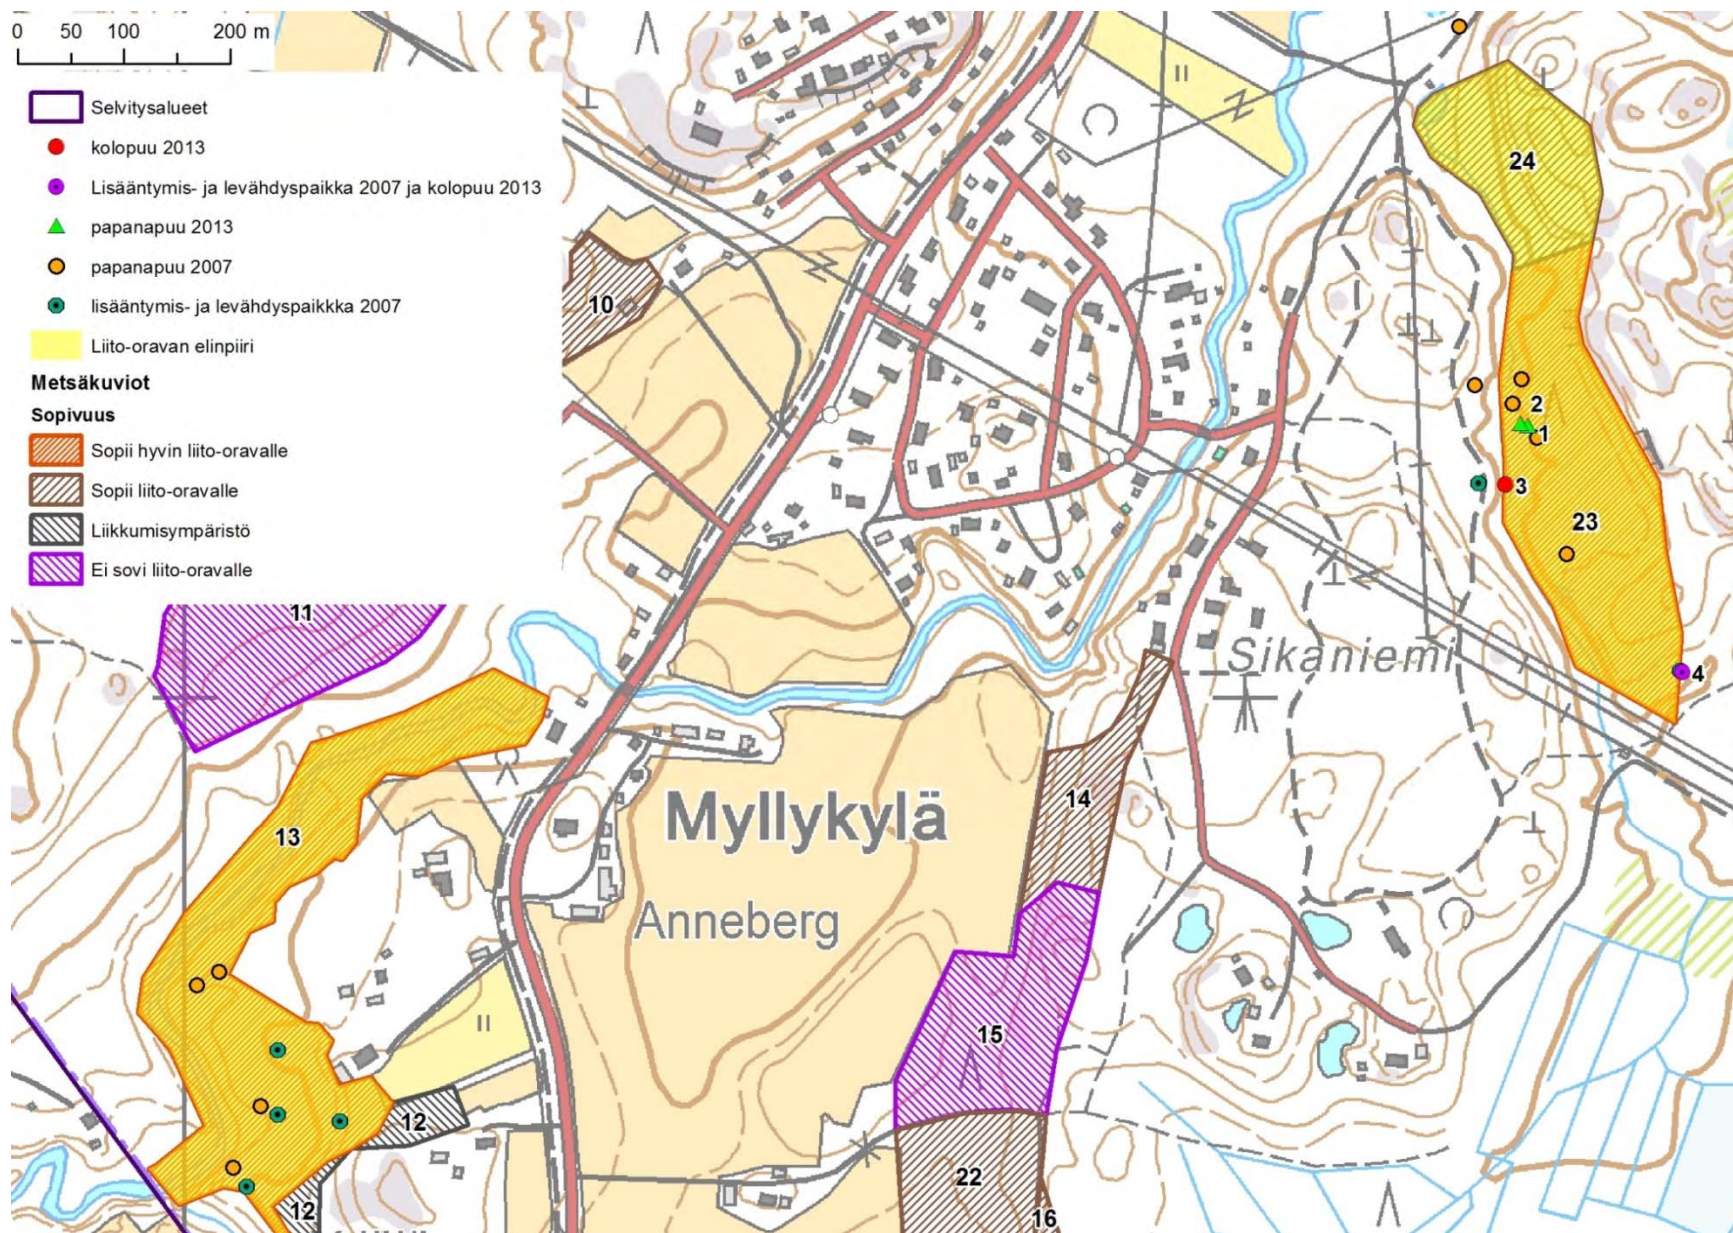 0 50 100 200 m
Selvitysalueet
kolopuu 2013
Lisääntymis- ja levähdyspaikka 2007 ja kolopuu 2013
papanapuu 2013
papanapuu 2007
lisääntymis- ja levähdyspaikkka 2007
Liito-oravan elinpiiri
Metsäkuviot
Sopivuus
Sopii hyvin liito-oravalle
Sopii liito-oravalle
Liikkumisympäristö
Ei sovi liito-oravalle
24
10
2
1
3
23
11
Sikaniemi
4
14
Myllykylä
13
Anneberg
15
12
22
12
16